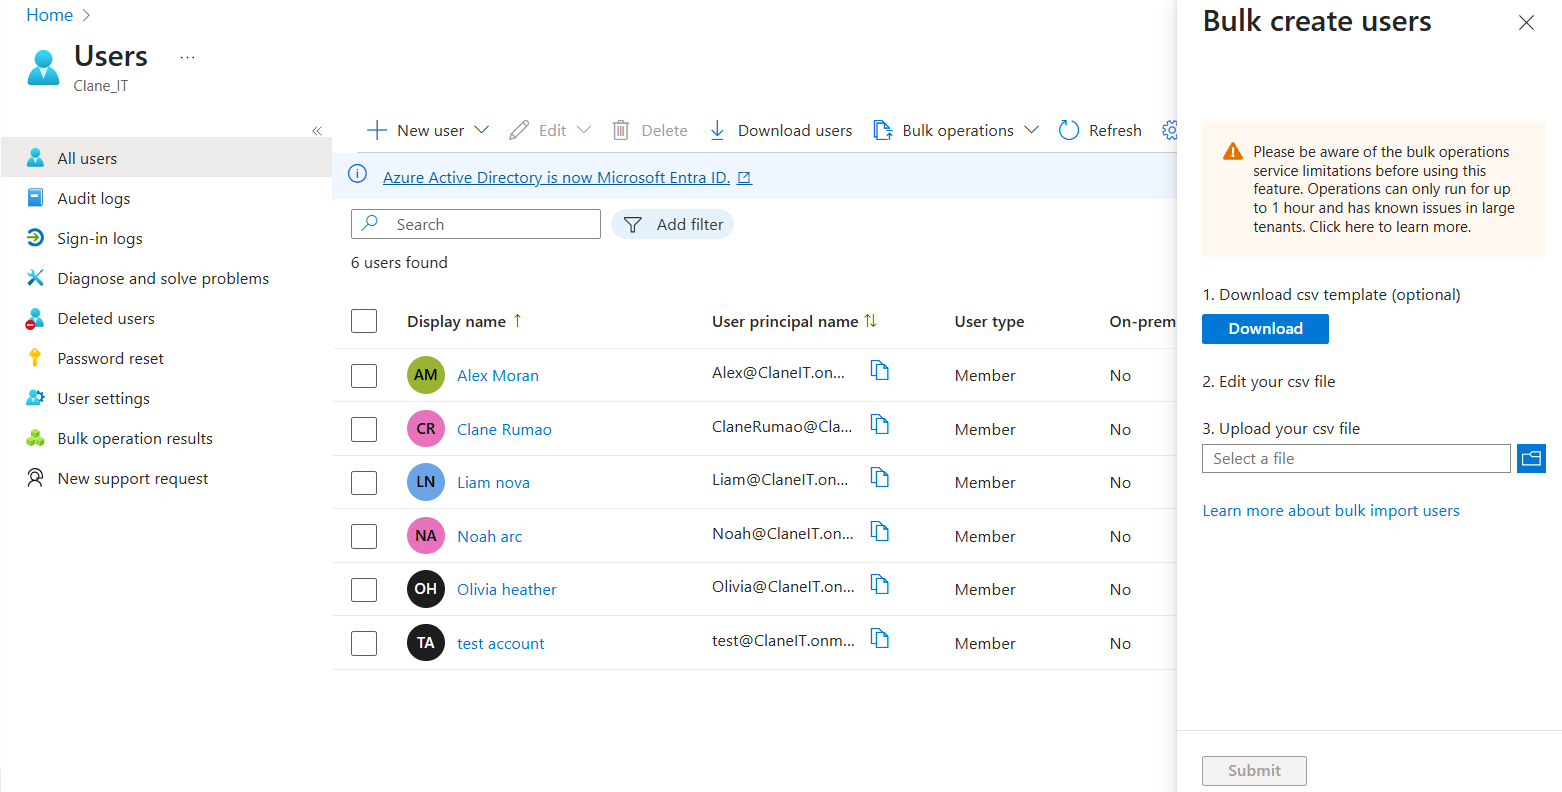 Home
Users
...
Clane_IT
All users
Audit logs
Sign-in logs
Diagnose and solve problems
Deleted users
Password reset
User settings
Bulk operation results
New support request
New user
Edit
Delete
Download users
Bulk operations
Refresh
Azure Active Directory is now Microsoft Entra ID.
Search
Add filter
6 users found
Display name User principal name User type On-prem
AM Alex Moran Alex@ClaneIT.on... Member No
CR Clane Rumao ClaneRumao@Cla... Member No
LN Liam nova Liam@ClaneIT.on... Member No
NA Noah arc Noah@ClaneIT.on... Member No
OH Olivia heather Olivia@ClaneIT.on... Member No
TA test account test@ClaneIT.onm... Member No
Bulk create users
Please be aware of the bulk operations
service limitations before using this
feature. Operations can only run for up
to 1 hour and has known issues in large
tenants. Click here to learn more.
1. Download csv template (optional)
Download
2. Edit your csv file
3. Upload your csv file
Select a file
Learn more about bulk import users
Submit